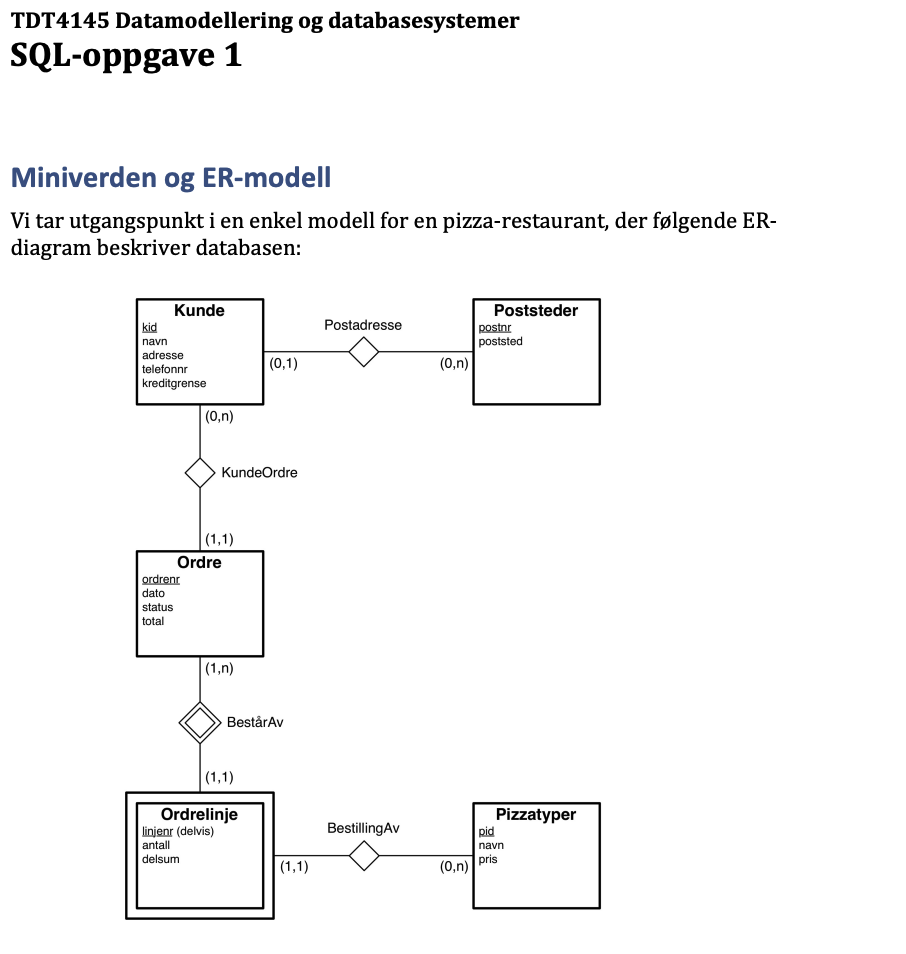 TDT4145 Datamodellering og databasesystemer
SQL-oppgave 1
Miniverden og ER-modell
Vi tar utgangspunkt i en enkel modell for en pizza-restaurant, der følgende ER-
diagram beskriver databasen:
Kunde
kid
navn
adresse
telefonnr
kreditgrense
Postadresse
(0,1)
(0,n)
Poststeder
postnr
poststed
(0,n)
KundeOrdre
(1,1)
Ordre
ordrenr
dato
status
total
(1,n)
BestårAv
(1,1)
Ordrelinje
linjenr (delvis)
antall
delsum
BestillingAv
(1,1)
(0,n)
Pizzatyper
pid
navn
pris